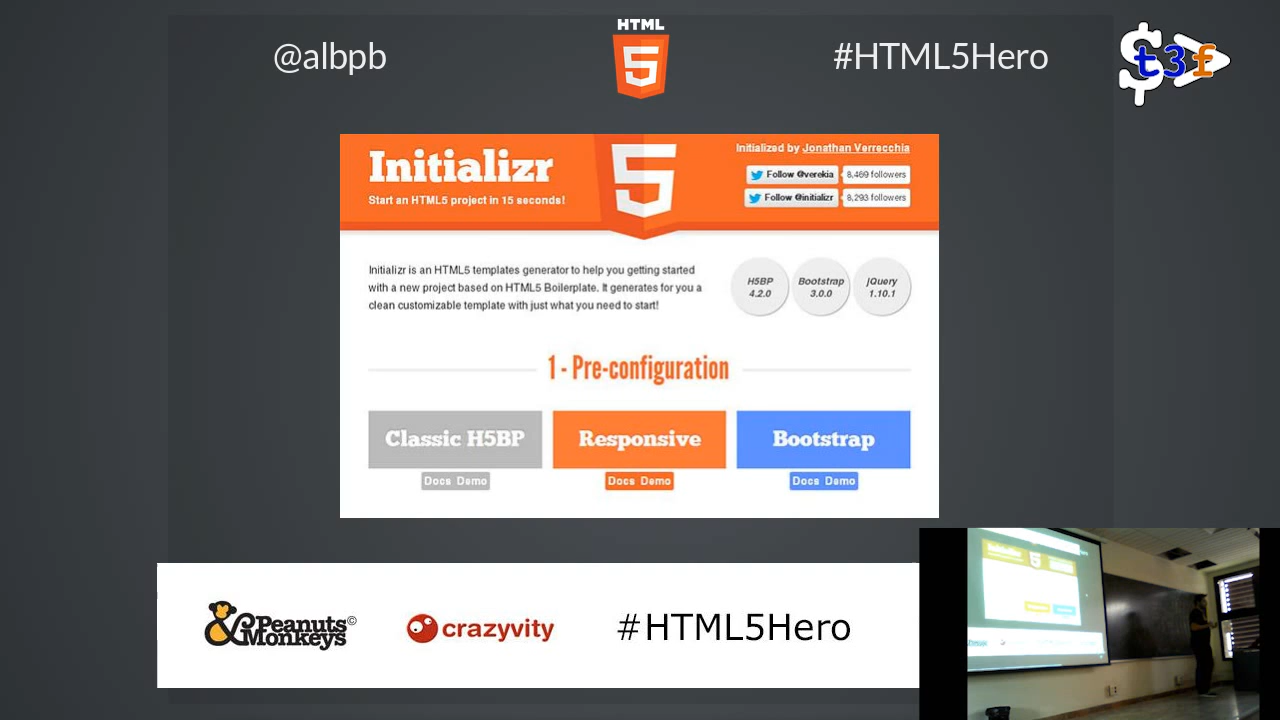 @albpb
HTML
5
#HTML5Hero
$t3f
Initializr
Start an HTML5 project in 15 seconds!
5
Initialized by Jonathan Verrecchia
Follow @verekia
8,469 followers
Follow @initializr
8,293 followers
Initializr is an HTML5 templates generator to help you getting started
with a new project based on HTML5 Boilerplate. It generates for you a
clean customizable template with just what you need to start!
H5BP
4.2.0
Bootstrap
3.0.0
jQuery
1.10.1
1 - Pre-configuration
Classic H5BP
Responsive
Bootstrap
Docs Demo
Docs Demo
Docs Demo
&Peanuts©
Monkeys
crazyvity
#HTML5Hero
Initializr
5